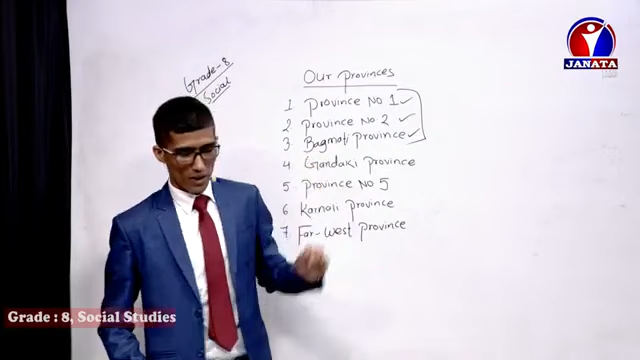 Grade-8
Social
Our provinces
1 province No 1
2 province No 2
3 Bagmati province
4 Gandaki province
5 province No 5
6 Karnali province
7 Far-West province
JANATA
Grade : 8, Social Studies